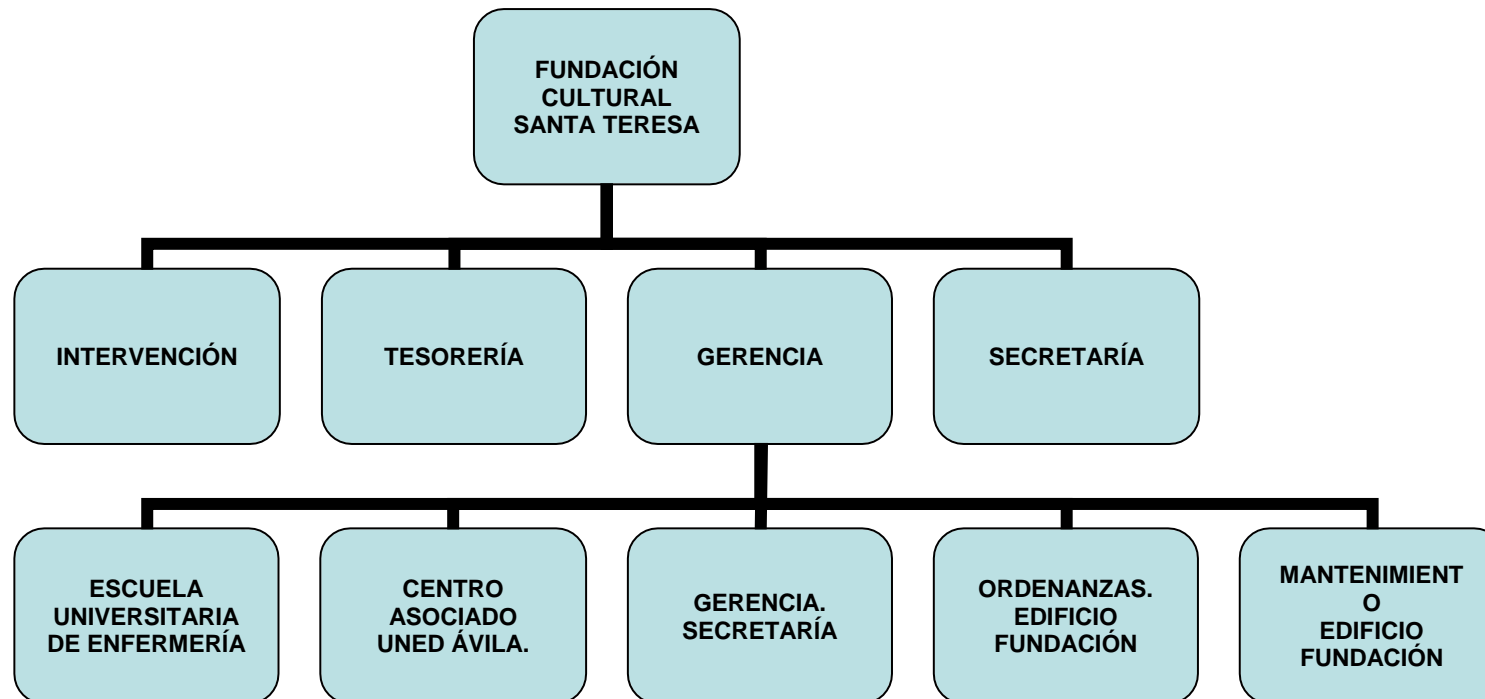 FUNDACIÓN
CULTURAL
SANTA TERESA
INTERVENCIÓN
TESORERÍA
GERENCIA
SECRETARÍA
ESCUELA
UNIVERSITARIA
DE ENFERMERÍA
CENTRO
ASOCIADO
UNED ÁVILA.
GERENCIA.
SECRETARÍA
ORDENANZAS.
EDIFICIO
FUNDACIÓN
MANTENIMIENT
O
EDIFICIO
FUNDACIÓN